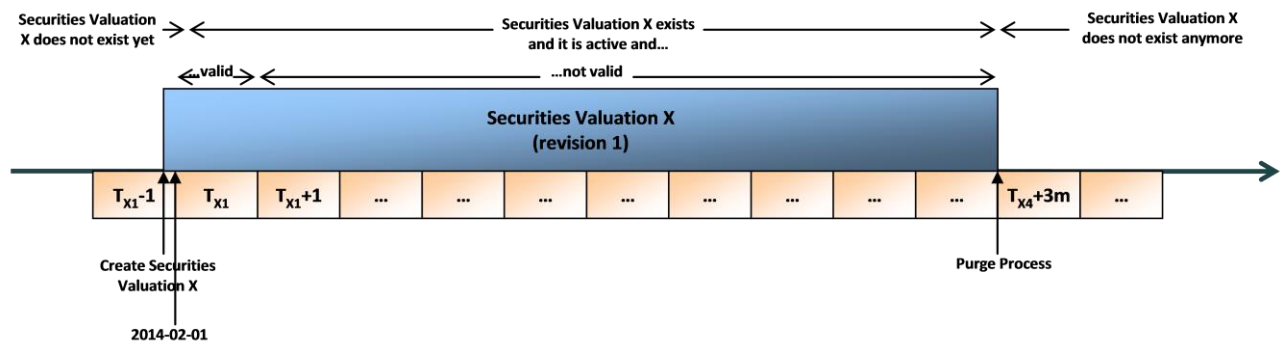 Securities Valuation
X does not exist yet
Securities Valuation X exists
and it is active and...
Securities Valuation X
does not exist anymore
...valid
...not valid
Securities Valuation X
(revision 1)
TX1-1
TX1
TX1+1
...
...
...
...
...
...
...
...
TX4+3m
...
Create Securities
Valuation X
Purge Process
2014-02-01